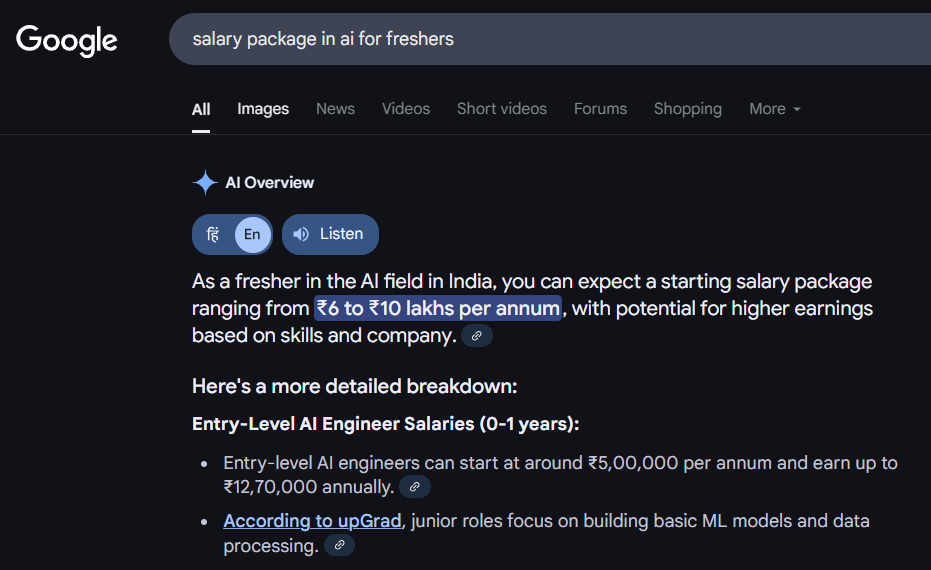 Google
salary package in ai for freshers
All Images News Videos Short videos Forums Shopping More
AI Overview
हिं En Listen
As a fresher in the AI field in India, you can expect a starting salary package
ranging from ₹6 to ₹10 lakhs per annum, with potential for higher earnings
based on skills and company.
Here's a more detailed breakdown:
Entry-Level AI Engineer Salaries (0-1 years):
• Entry-level AI engineers can start at around ₹5,00,000 per annum and earn up to
₹12,70,000 annually.
• According to upGrad, junior roles focus on building basic ML models and data
processing.